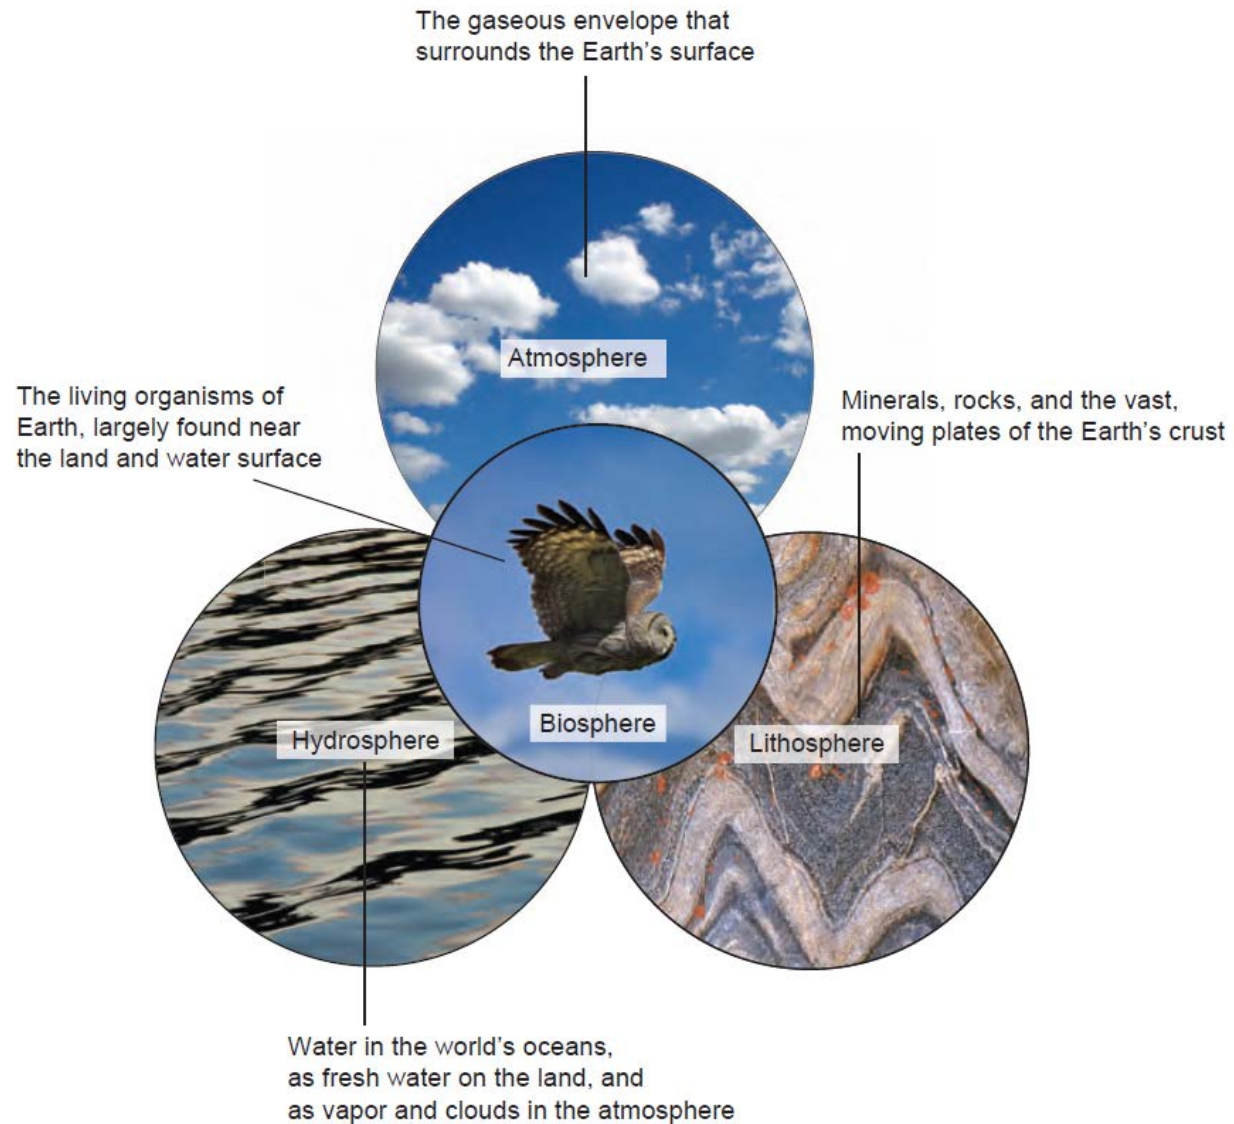 The gaseous envelope that
surrounds the Earth's surface
Atmosphere
The living organisms of
Earth, largely found near
the land and water surface
Minerals, rocks, and the vast,
moving plates of the Earth's crust
Biosphere
Hydrosphere
Lithosphere
Water in the world's oceans,
as fresh water on the land, and
as vapor and clouds in the atmosphere